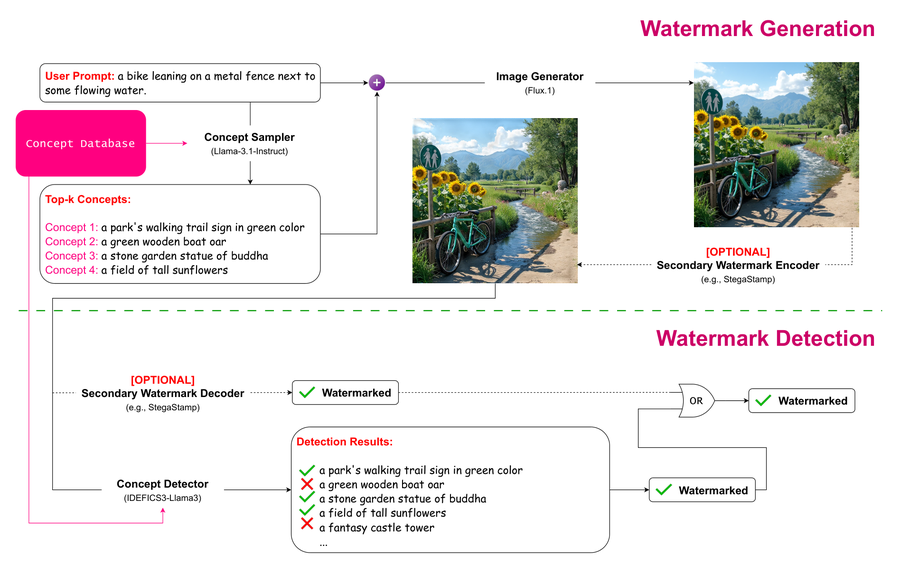 Watermark Generation
User Prompt: a bike leaning on a metal fence next to
some flowing water.
Image Generator
(Flux.1)
Concept Database
Concept Sampler
(Llama-3.1-Instruct)
Top-k Concepts:
Concept 1: a park's walking trail sign in green color
Concept 2: a green wooden boat oar
Concept 3: a stone garden statue of buddha
Concept 4: a field of tall sunflowers
[OPTIONAL]
Secondary Watermark Encoder
(e.g., StegaStamp)
Watermark Detection
[OPTIONAL]
Secondary Watermark Decoder
(e.g., StegaStamp)
Watermarked
OR
Watermarked
Detection Results:
a park's walking trail sign in green color
a green wooden boat oar
a stone garden statue of buddha
a field of tall sunflowers
a fantasy castle tower
...
Concept Detector
(IDEFICS3-Llama3)
Watermarked